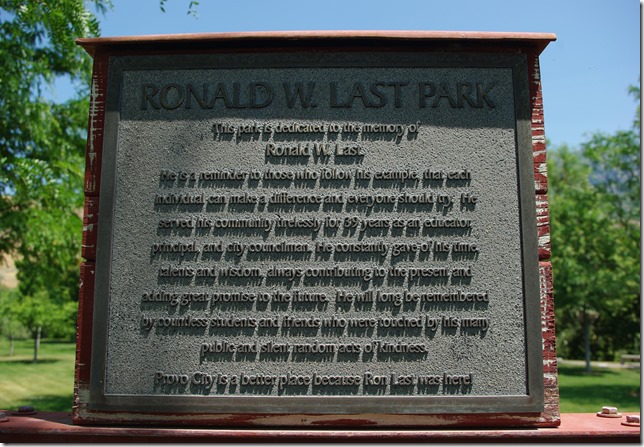 RONALD W. LAST PARK
This park is dedicated to the memory of
Ronald W. Last.
He is a reminder to those who follow his example, that each
individual can make a difference and everyone should try. He
served his community tirelessly for 39 years as an educator,
principal, and city councilman. He constantly gave of his time,
talents and wisdom, always contributing to the present and
adding great promise to the future. He will long be remembered
by countless students and friends who were touched by his many
public and silent random acts of kindness.
Provo City is a better place because Ron Last was here.